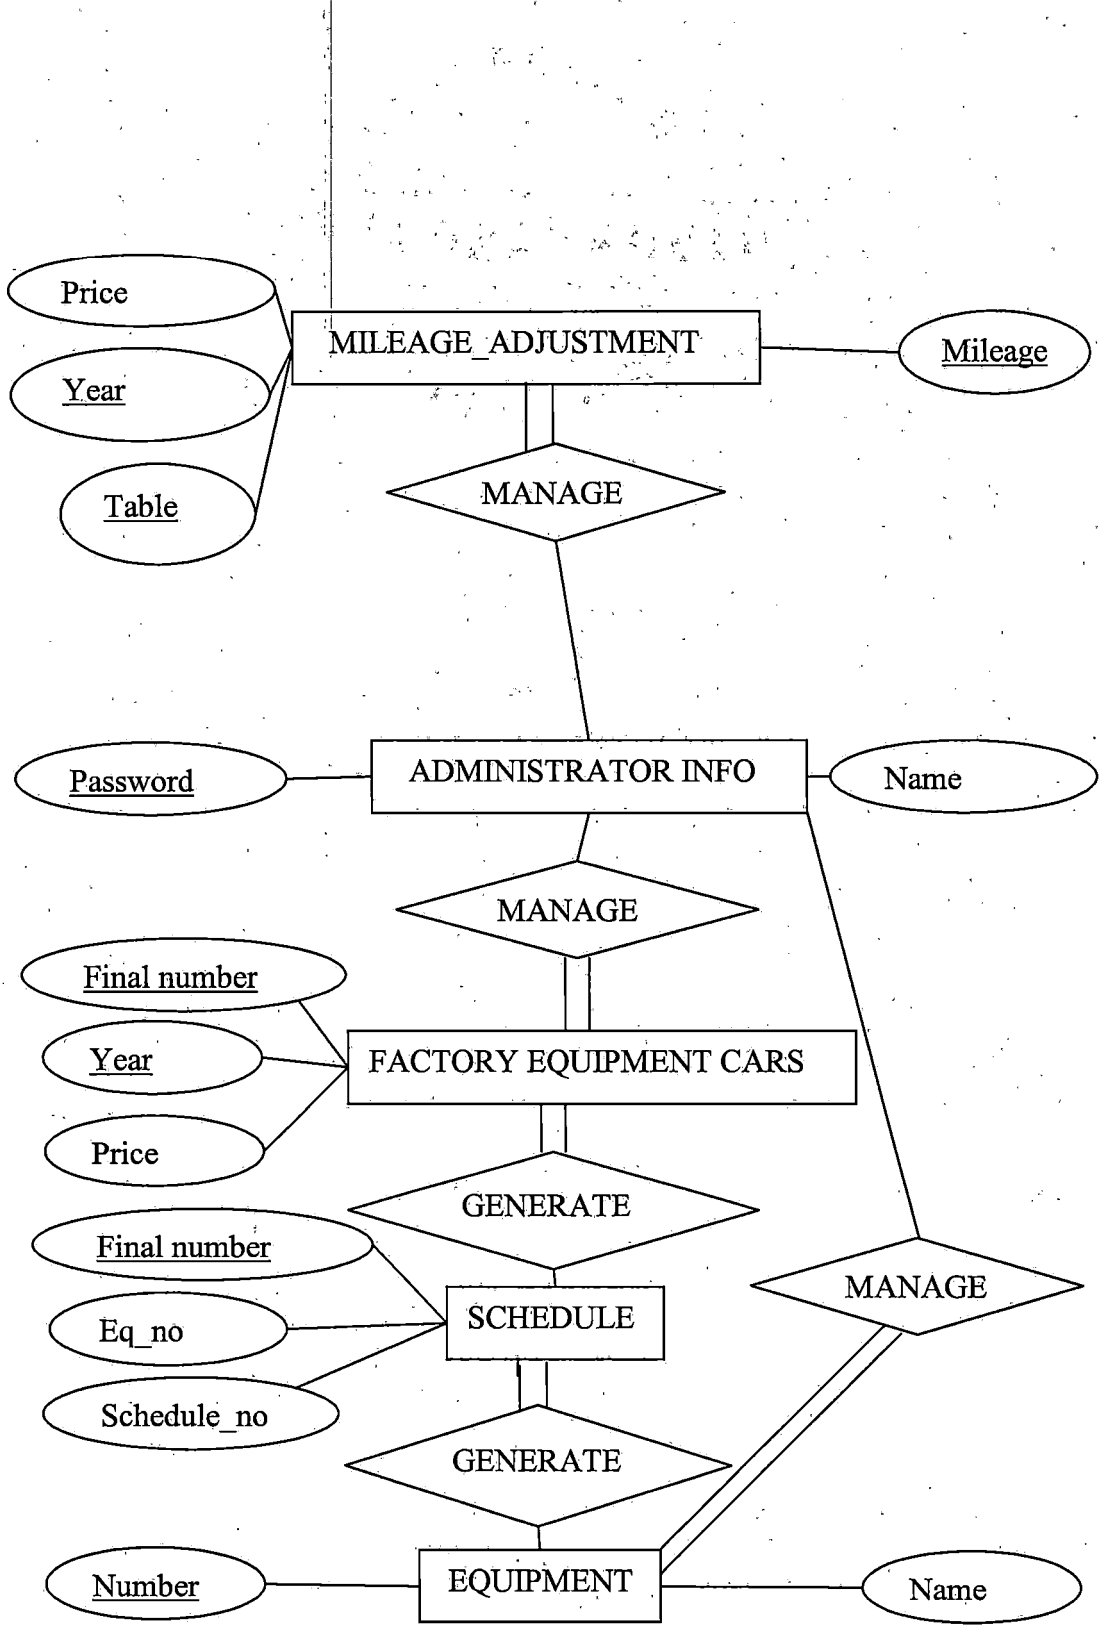 Price
MILEAGE_ADJUSTMENT
Mileage
Year
Table
MANAGE
Password
ADMINISTRATOR INFO
Name
MANAGE
Final number
Year
FACTORY EQUIPMENT CARS
Price
GENERATE
Final number
MANAGE
SCHEDULE
Eq_no
Schedule_no
GENERATE
Number
EQUIPMENT
Name